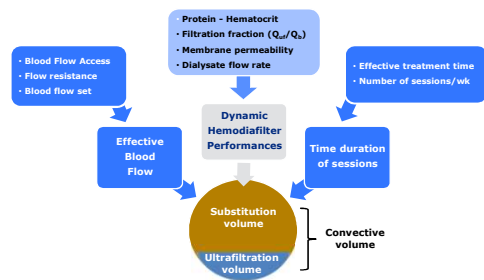 • Protein - Hematocrit
• Filtration fraction (Quf/Qb)
• Membrane permeability
• Dialysate flow rate
• Blood Flow Access
• Flow resistance
• Blood flow set
• Effective treatment time
• Number of sessions/wk
Dynamic
Hemodiafilter
Performances
Effective
Blood
Flow
Time duration
of sessions
Substitution
volume
Ultrafiltration
volume
Convective
volume